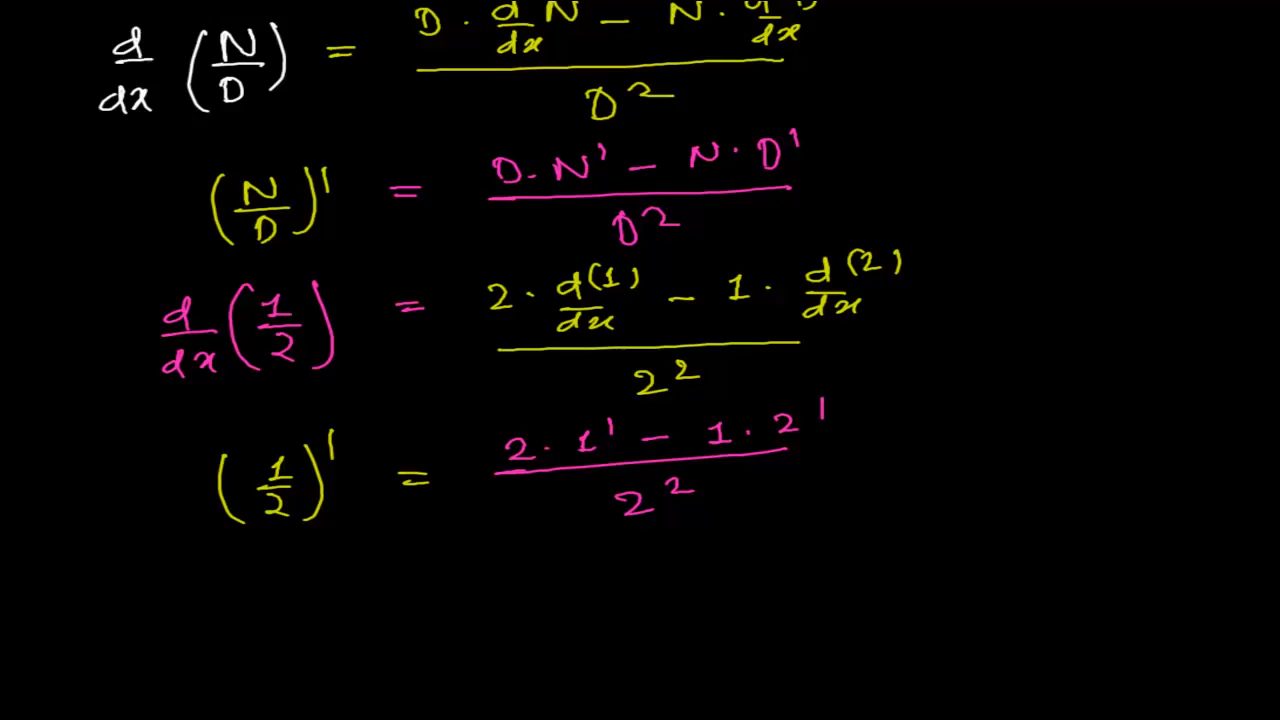 d/dx (N/D) = (D · d/dx N − N · d/dx D) / D²
(N/D)' = (D · N' − N · D') / D²
d/dx (1/2) = (2 · d(1)/dx − 1 · d(2)/dx) / 2²
(1/2)' = (2 · 1' − 1 · 2') / 2²